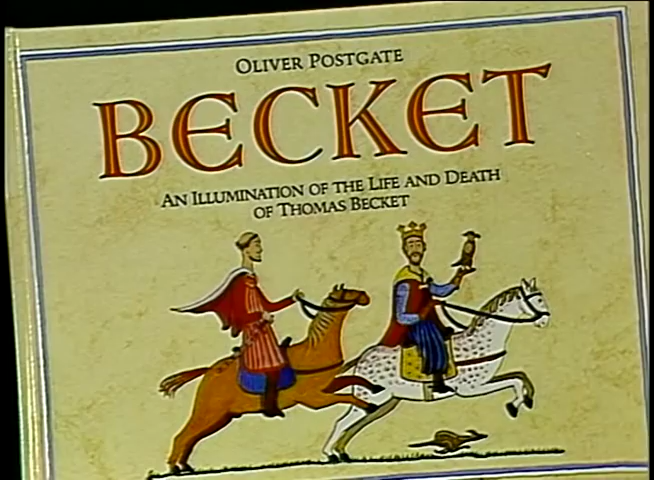 OLIVER POSTGATE
BECKET
AN ILLUMINATION OF THE LIFE AND DEATH
OF THOMAS BECKET